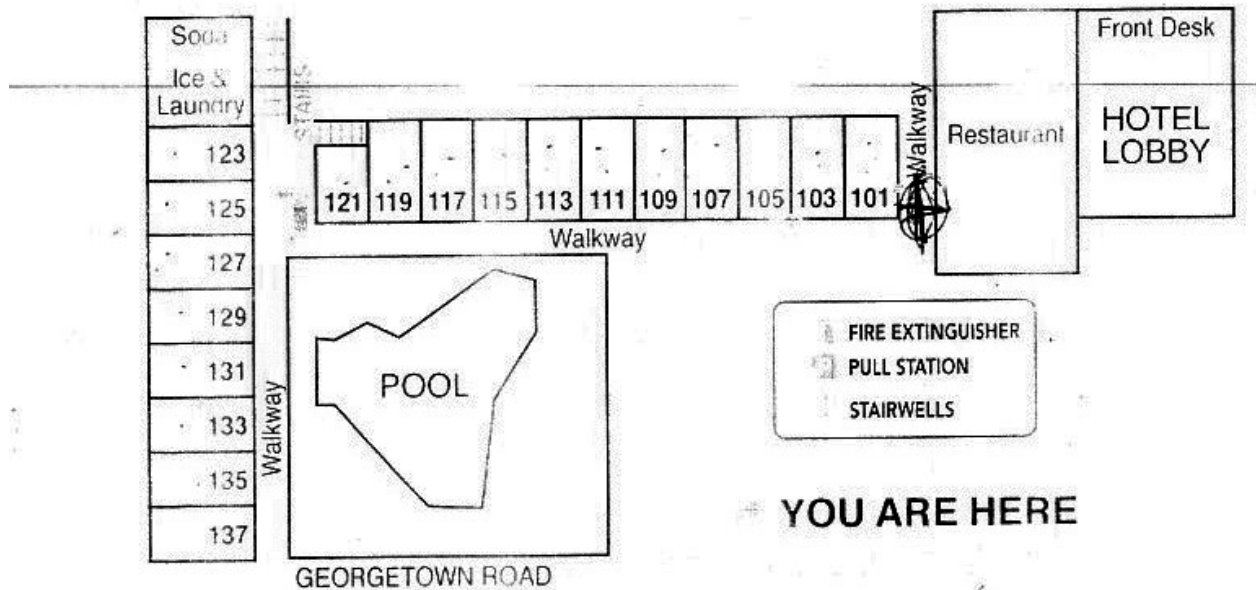 Soda
Ice &
Laundry
STAIRS
123
125
127
129
131
133
135
137
121 119 117 115 113 111 109 107 105 103 101
Walkway
Walkway
Walkway
Restaurant
Front Desk
HOTEL
LOBBY
POOL
FIRE EXTINGUISHER
PULL STATION
STAIRWELLS
YOU ARE HERE
GEORGETOWN ROAD